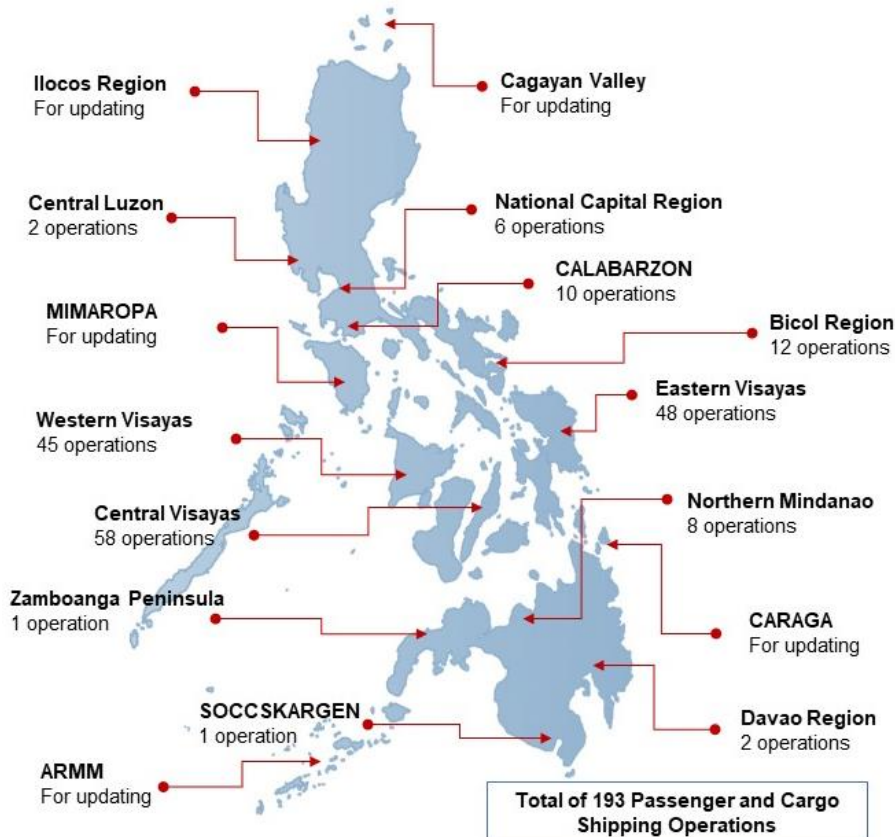 Ilocos Region
For updating
Cagayan Valley
For updating
Central Luzon
2 operations
National Capital Region
6 operations
CALABARZON
10 operations
MIMAROPA
For updating
Bicol Region
12 operations
Eastern Visayas
48 operations
Western Visayas
45 operations
Central Visayas
58 operations
Northern Mindanao
8 operations
Zamboanga Peninsula
1 operation
CARAGA
For updating
SOCCSKARGEN
1 operation
Davao Region
2 operations
ARMM
For updating
Total of 193 Passenger and Cargo
Shipping Operations